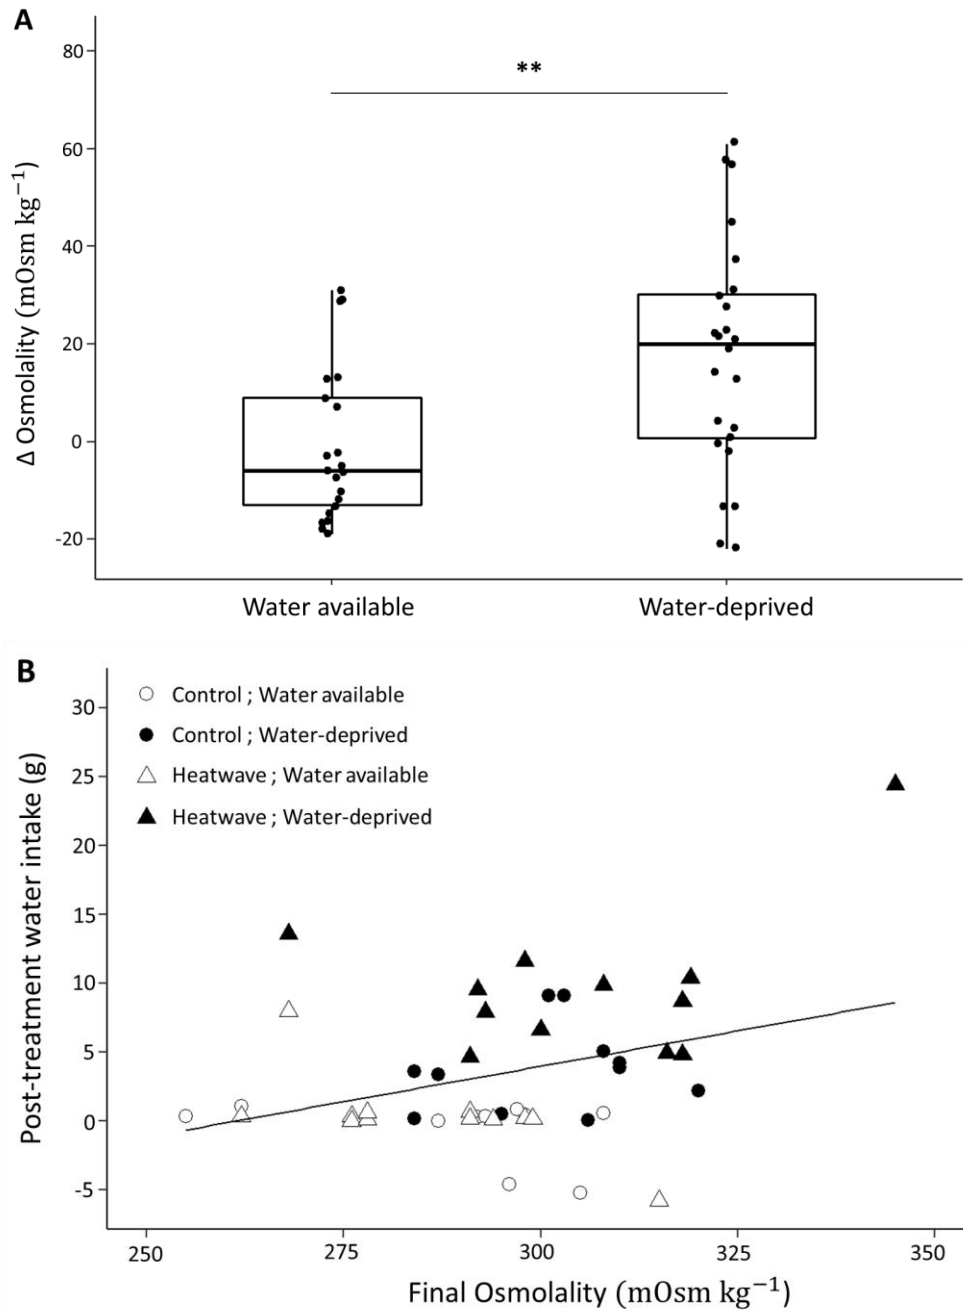 A
**
80
60
40
20
0
-20
Δ Osmolality (mOsm kg⁻¹)
Water available
Water-deprived
B
Control ; Water available
Control ; Water-deprived
Heatwave ; Water available
Heatwave ; Water-deprived
30
25
20
15
10
5
0
-5
Post-treatment water intake (g)
250
275
300
325
350
Final Osmolality (mOsm kg⁻¹)